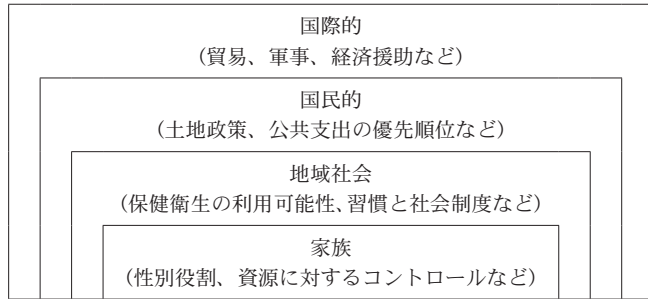 国際的
(貿易、軍事、経済援助など)
国民的
(土地政策、公共支出の優先順位など)
地域社会
(保健衛生の利用可能性、習慣と社会制度など)
家族
(性別役割、資源に対するコントロールなど)